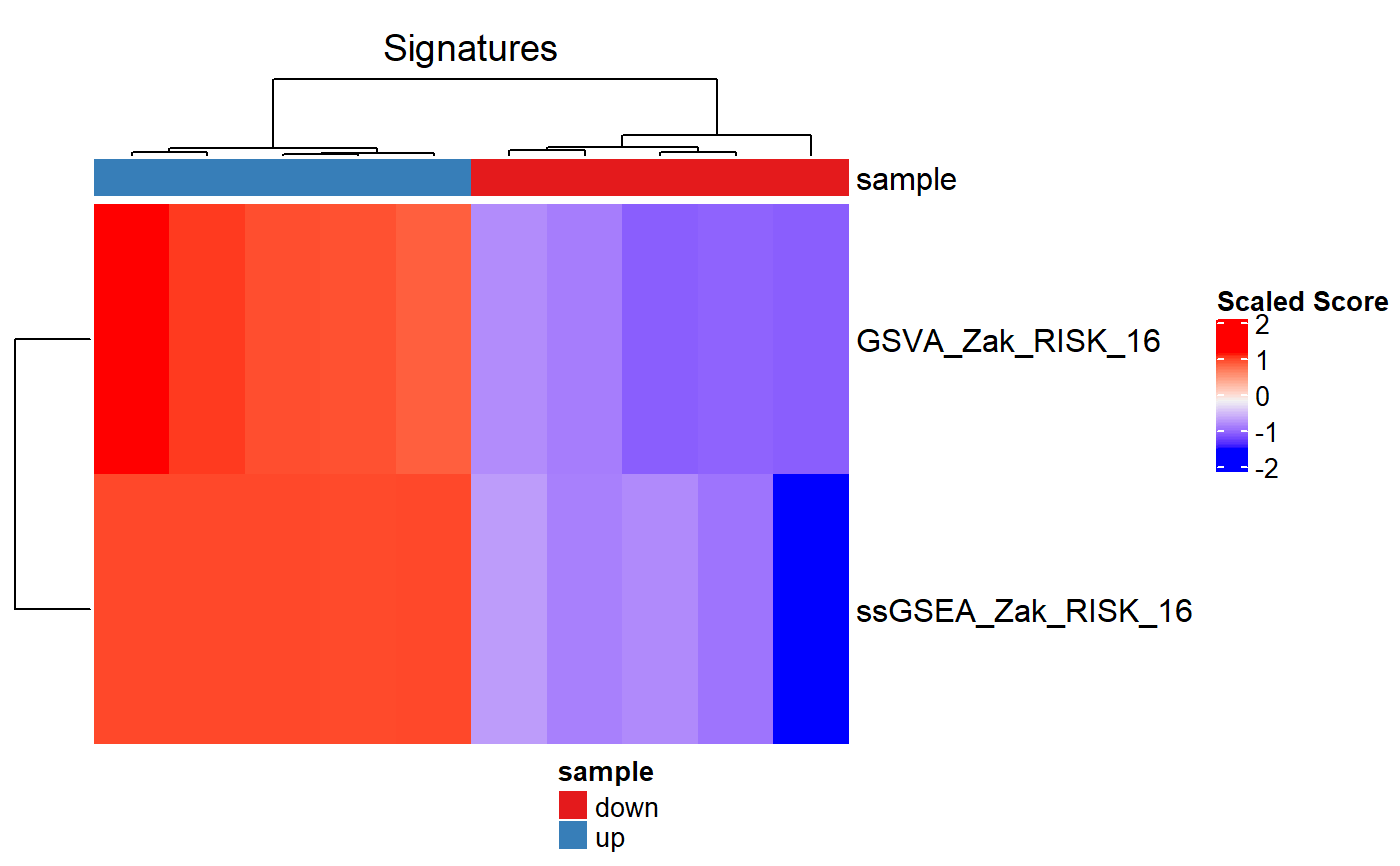 Signatures
sample
GSVA_Zak_RISK_16
ssGSEA_Zak_RISK_16
Scaled Score
2
1
0
-1
-2
sample
down
up